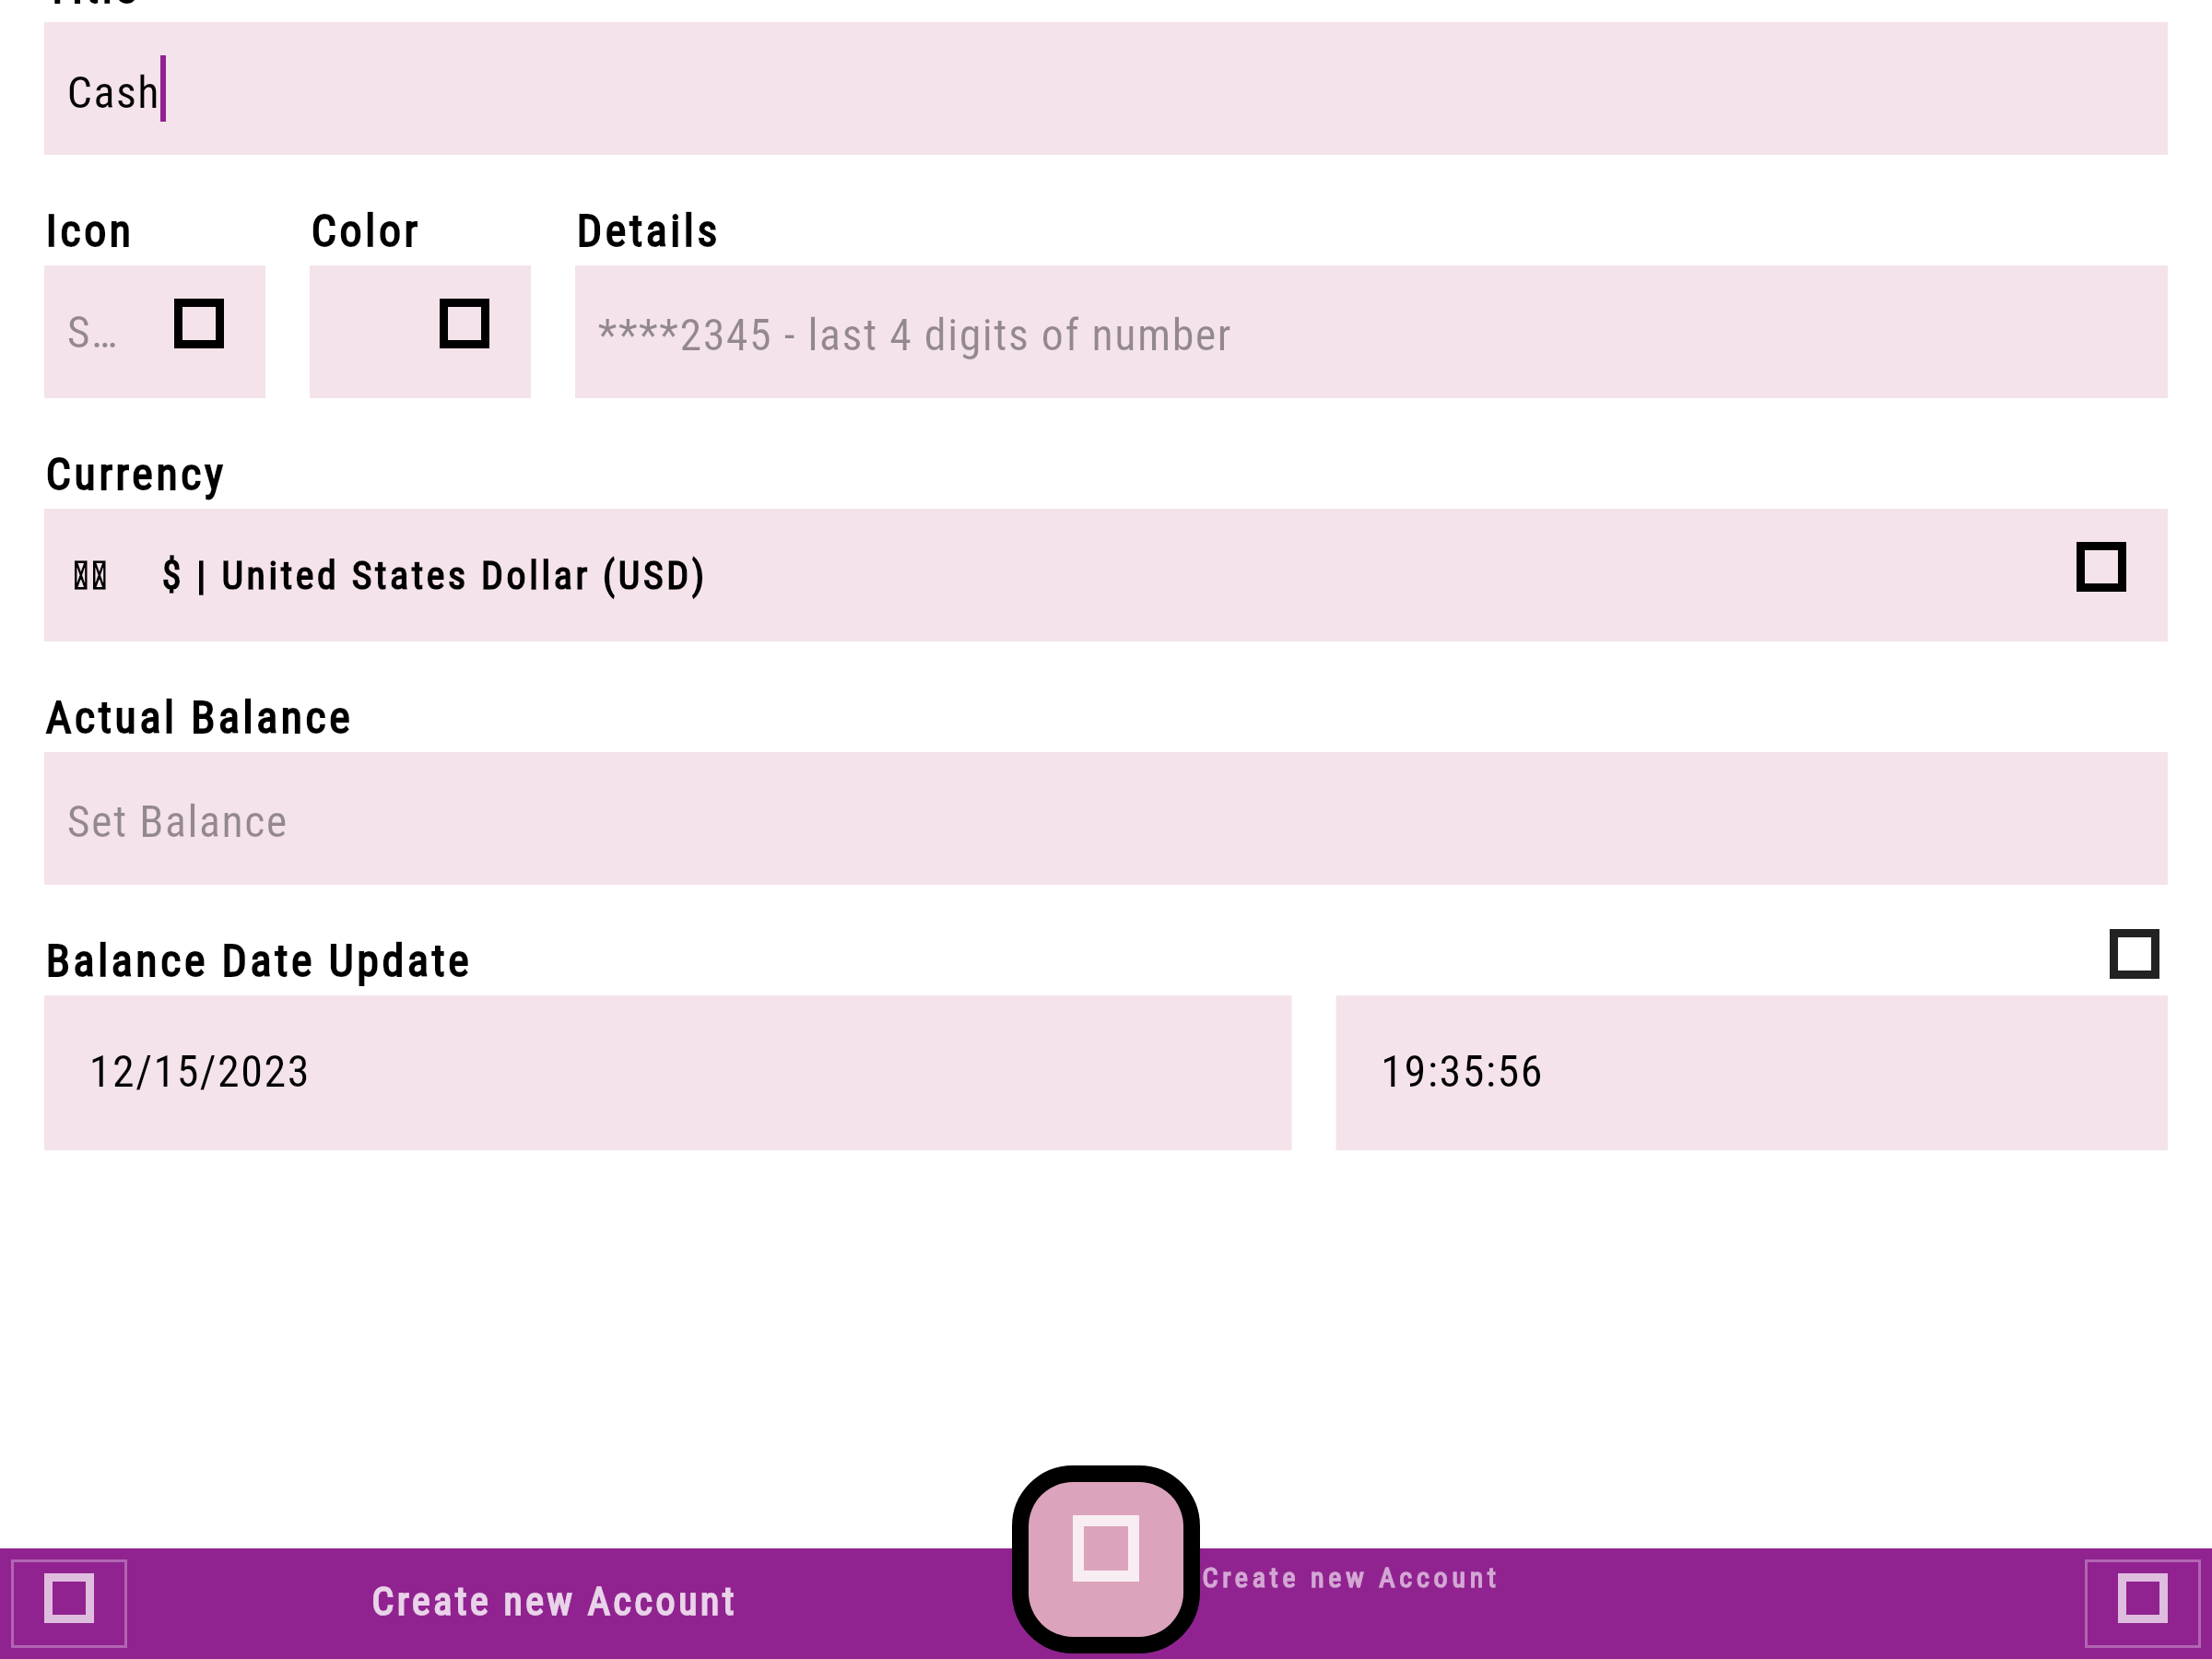 Title
Cash
Icon Color Details
S… ****2345 - last 4 digits of number
Currency
$ | United States Dollar (USD)
Actual Balance
Set Balance
Balance Date Update
12/15/2023 19:35:56
Create new Account Create new Account